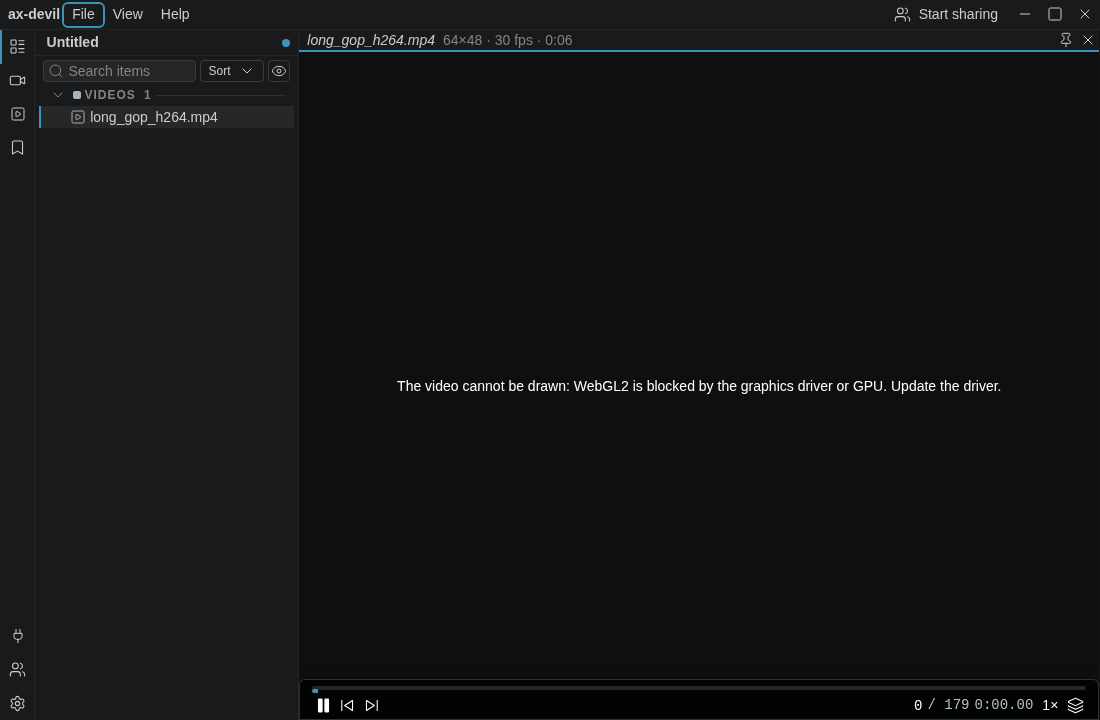 ax-devil File View Help Start sharing
Untitled
long_gop_h264.mp4 64×48 · 30 fps · 0:06
Search items Sort
VIDEOS 1
long_gop_h264.mp4
The video cannot be drawn: WebGL2 is blocked by the graphics driver or GPU. Update the driver.
0 / 179 0:00.00 1×